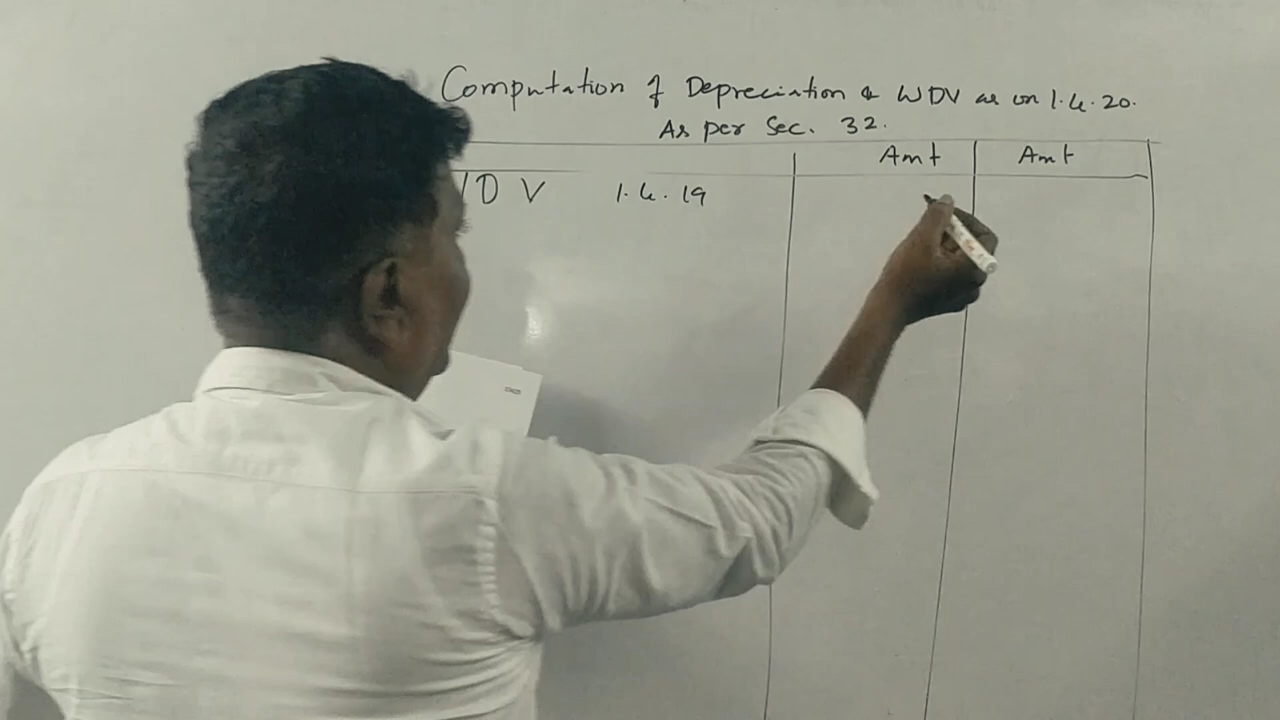 Computation of Depreciation & WDV as on 1.4.20.
As per Sec. 32.
Amt Amt
DV 1.4.19